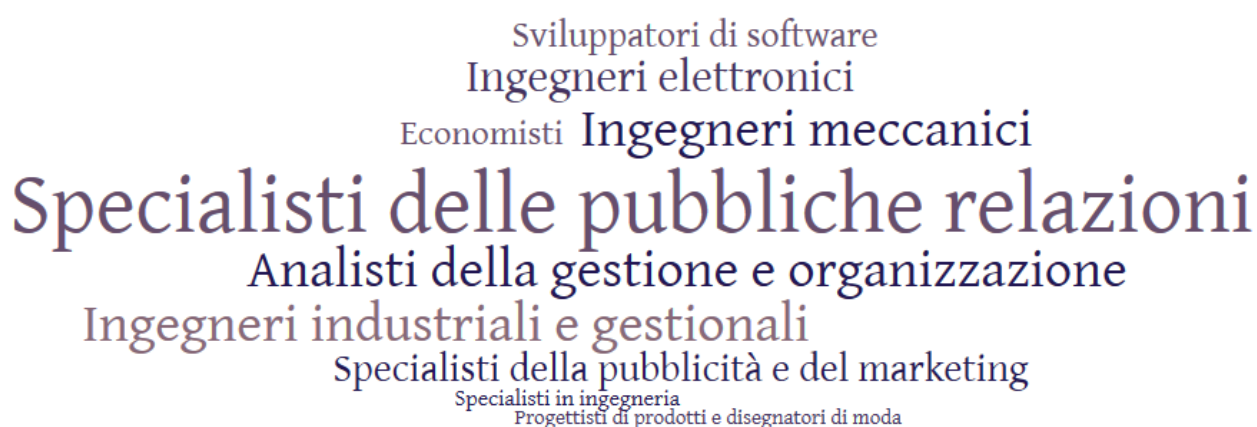 Sviluppatori di software
Ingegneri elettronici
Economisti Ingegneri meccanici
Specialisti delle pubbliche relazioni
Analisti della gestione e organizzazione
Ingegneri industriali e gestionali
Specialisti della pubblicità e del marketing
Specialisti in ingegneria
Progettisti di prodotti e disegnatori di moda